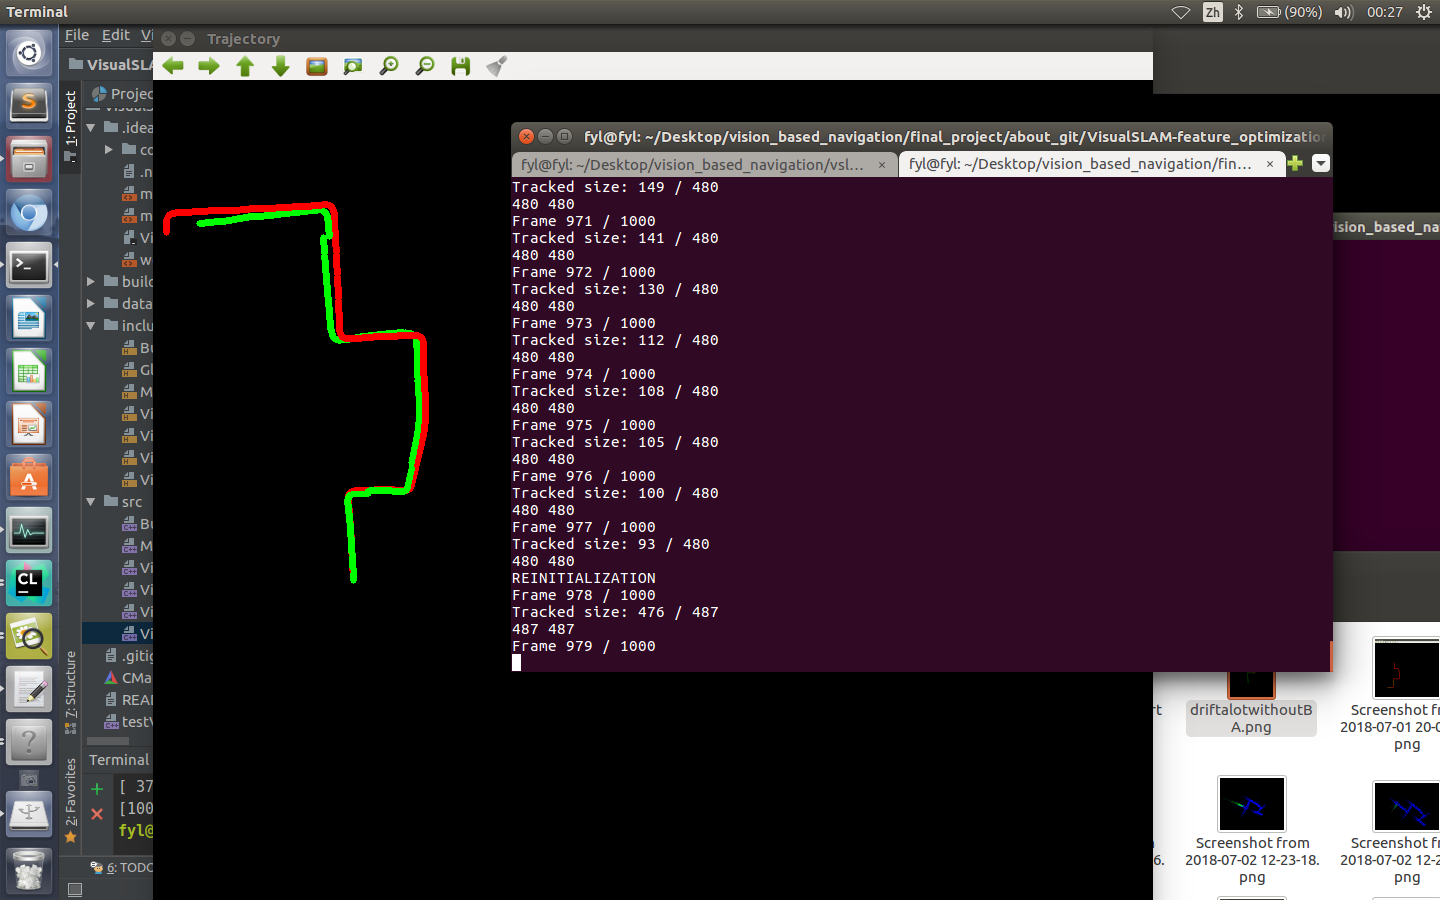 Terminal
Zh
(90%)
00:27
File Edit Vi
VisualSLA
Projec
1: Project
.idea
co
.n
m
m
Vi
w
build
data
inclu
Bu
Gl
M
Vi
Vi
Vi
Vi
src
Bu
M
Vi
Vi
Vi
Vi
.gitig
CMa
REAI
testV
7: Structure
2: Favorites
Terminal
[ 37
[100
fyl@
6: TODO
Trajectory
fyl@fyl: ~/Desktop/vision_based_navigation/final_project/about_git/VisualSLAM-feature_optimization
fyl@fyl: ~/Desktop/vision_based_navigation/vsl... ×
fyl@fyl: ~/Desktop/vision_based_navigation/fin... ×
Tracked size: 149 / 480
480 480
Frame 971 / 1000
Tracked size: 141 / 480
480 480
Frame 972 / 1000
Tracked size: 130 / 480
480 480
Frame 973 / 1000
Tracked size: 112 / 480
480 480
Frame 974 / 1000
Tracked size: 108 / 480
480 480
Frame 975 / 1000
Tracked size: 105 / 480
480 480
Frame 976 / 1000
Tracked size: 100 / 480
480 480
Frame 977 / 1000
Tracked size: 93 / 480
480 480
REINITIALIZATION
Frame 978 / 1000
Tracked size: 476 / 487
487 487
Frame 979 / 1000
ision_based_na
rt
driftalotwithoutB
A.png
Screenshot fr
2018-07-01 20-0
png
6.
Screenshot from
2018-07-02 12-23-18.
png
Screenshot fr
2018-07-02 12-2
png